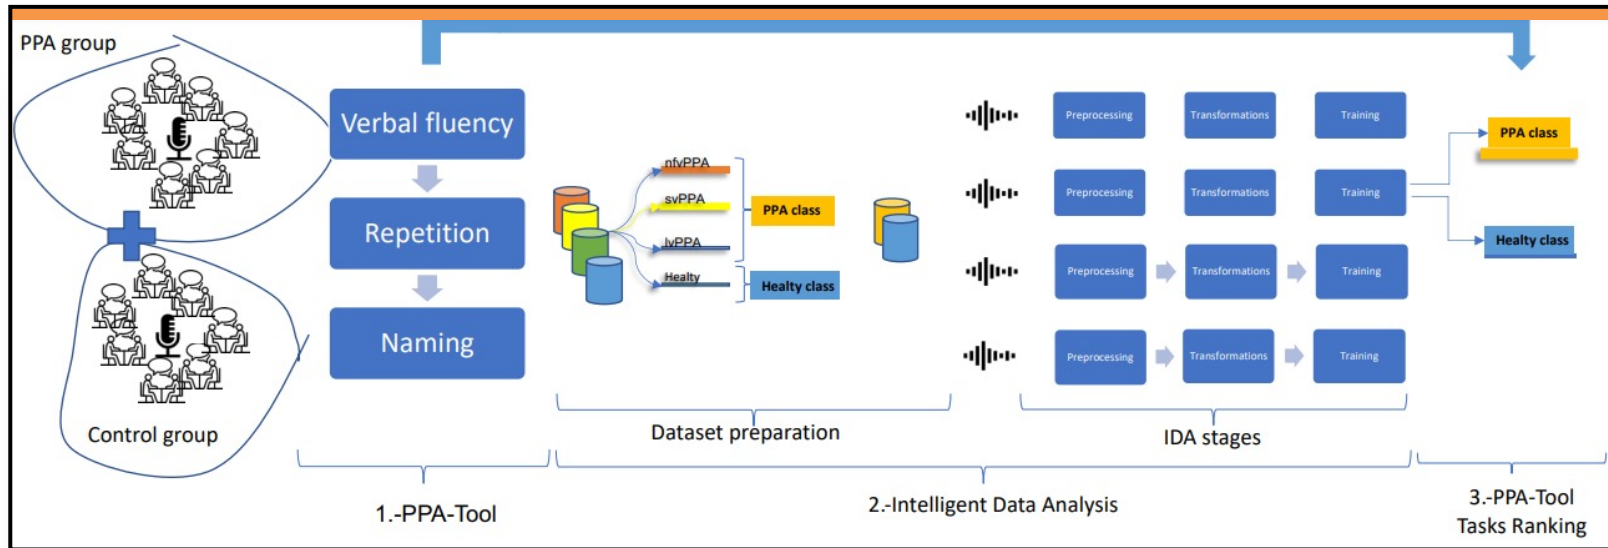 PPA group
Verbal fluency
Repetition
Naming
Control group
1.-PPA-Tool
nfvPPA
svPPA
lvPPA
Healty
PPA class
Healty class
Dataset preparation
Preprocessing
Transformations
Training
Preprocessing
Transformations
Training
Preprocessing
Transformations
Training
Preprocessing
Transformations
Training
IDA stages
2.-Intelligent Data Analysis
PPA class
Healty class
3.-PPA-Tool
Tasks Ranking